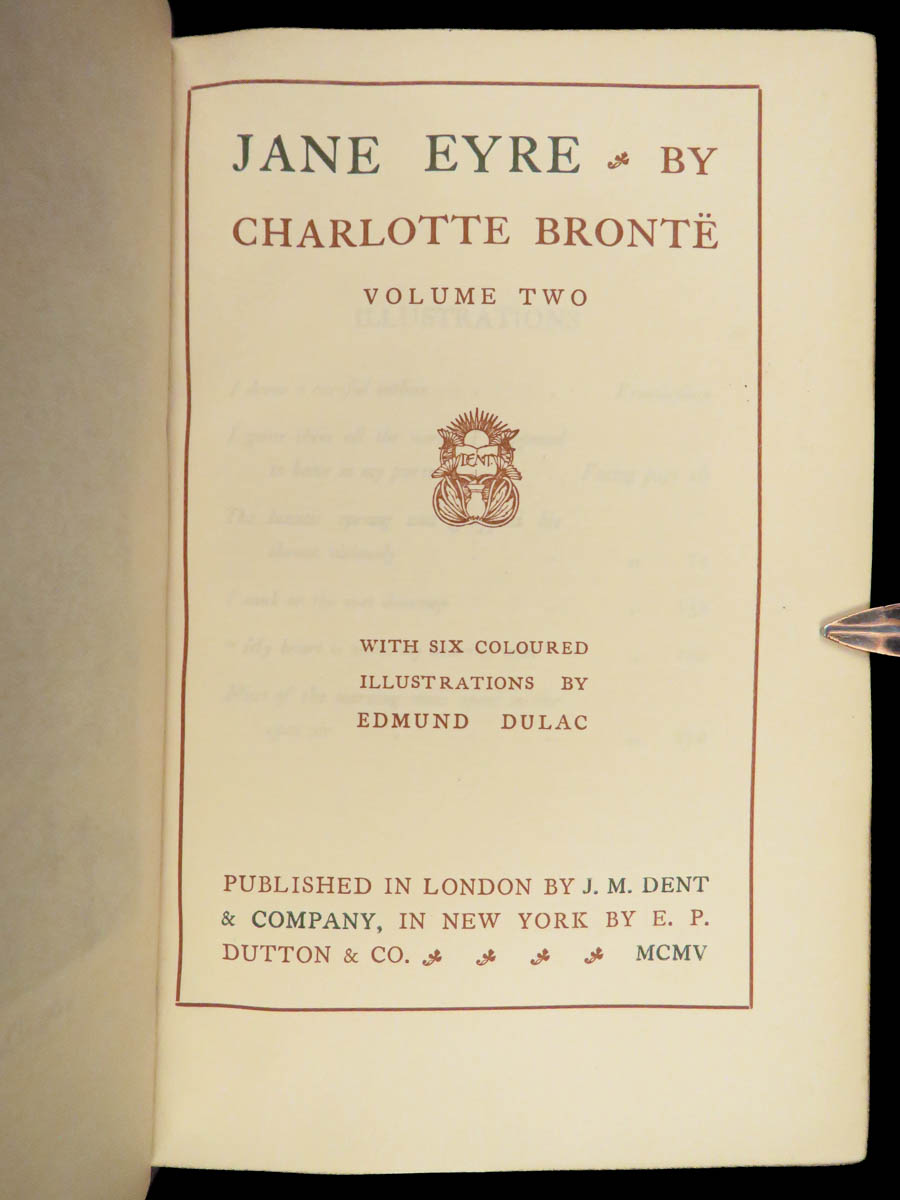 JANE EYRE BY
CHARLOTTE BRONTË
VOLUME TWO
DENT
WITH SIX COLOURED
ILLUSTRATIONS BY
EDMUND DULAC
PUBLISHED IN LONDON BY J. M. DENT
& COMPANY, IN NEW YORK BY E. P.
DUTTON & CO. MCMV
ILLUSTRATIONS